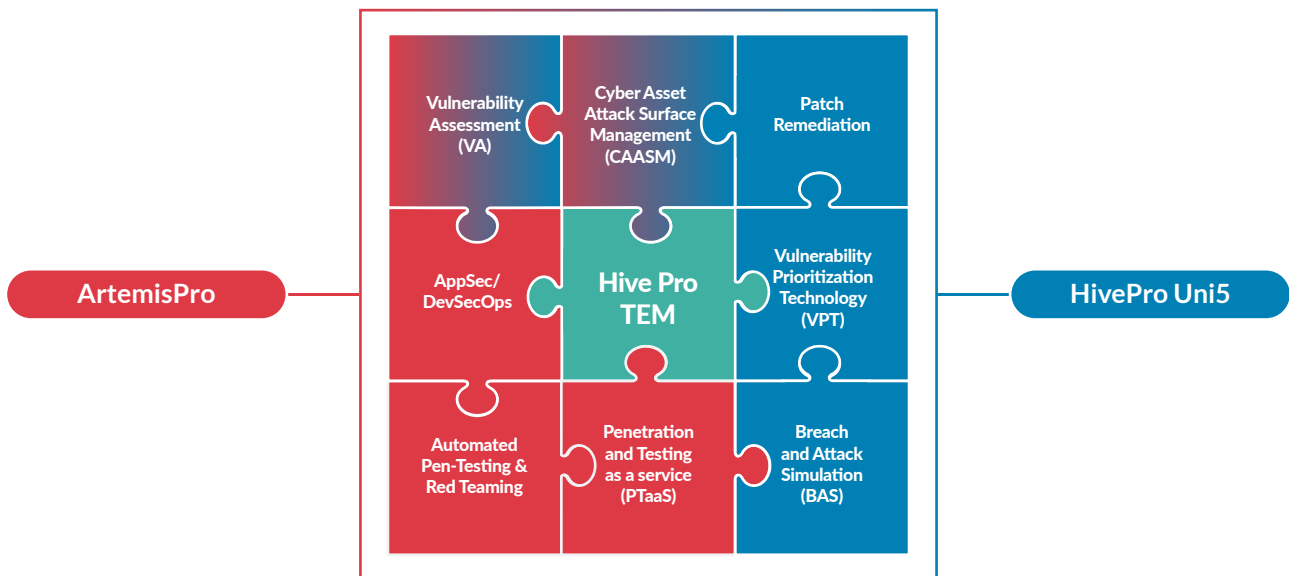 Vulnerability
Assessment
(VA)
Cyber Asset
Attack Surface
Management
(CAASM)
Patch
Remediation
ArtemisPro
AppSec/
DevSecOps
Hive Pro
TEM
Vulnerability
Prioritization
Technology
(VPT)
HivePro Uni5
Automated
Pen-Testing &
Red Teaming
Penetration
and Testing
as a service
(PTaaS)
Breach
and Attack
Simulation
(BAS)